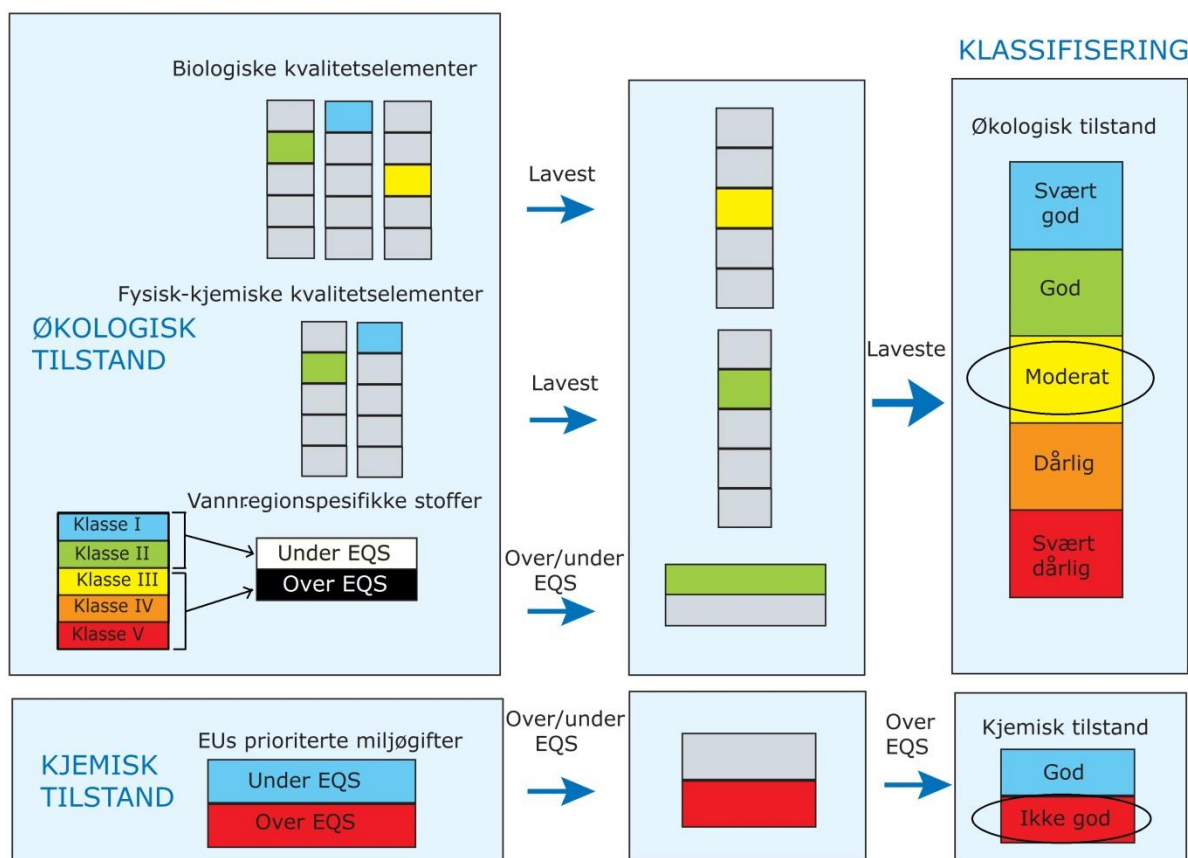 KLASSIFISERING
Biologiske kvalitetselementer
Økologisk tilstand
Lavest
Svært
god
God
Fysisk-kjemiske kvalitetselementer
ØKOLOGISK
TILSTAND
Lavest
Laveste
Moderat
Dårlig
Vannregionspesifikke stoffer
Klasse I
Klasse II
Klasse III
Klasse IV
Klasse V
Under EQS
Over EQS
Over/under
EQS
Svært
dårlig
KJEMISK
TILSTAND
EUs prioriterte miljøgifter
Under EQS
Over EQS
Over/under
EQS
Over
EQS
Kjemisk tilstand
God
Ikke god